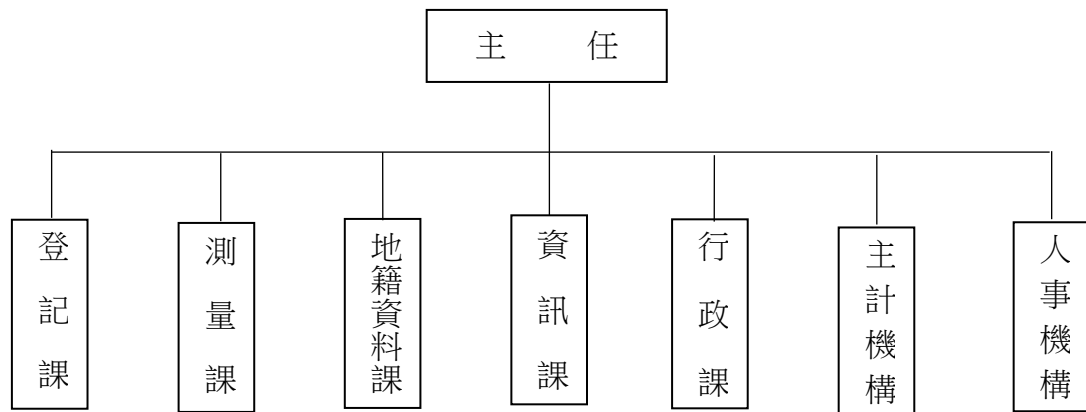 主任
登記課
測量課
地籍資料課
資訊課
行政課
主計機構
人事機構